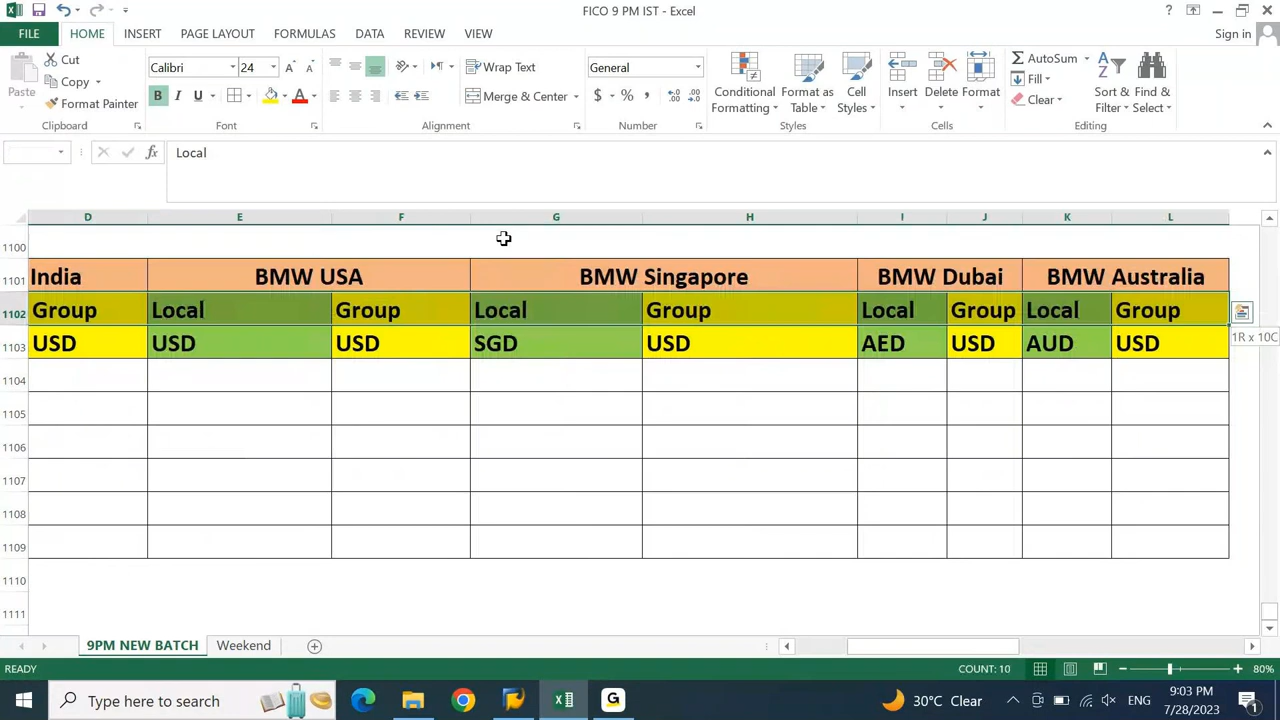 FICO 9 PM IST - Excel
FILE HOME INSERT PAGE LAYOUT FORMULAS DATA REVIEW VIEW Sign in
Paste Cut Copy Format Painter
Calibri 24
B I U A
Wrap Text
Merge & Center
General
$ % ,
Conditional Formatting Format as Table Cell Styles
Insert Delete Format
AutoSum Fill Clear
Sort & Filter Find & Select
Clipboard Font Alignment Number Styles Cells Editing
fx Local
D E F G H I J K L
1100
1101 India BMW USA BMW Singapore BMW Dubai BMW Australia
1102 Group Local Group Local Group Local Group Local Group
1R x 10C
1103 USD USD USD SGD USD AED USD AUD USD
1104
1105
1106
1107
1108
1109
1110
1111
9PM NEW BATCH Weekend
READY COUNT: 10 80%
Type here to search 30°C Clear ENG 9:03 PM
7/28/2023 1